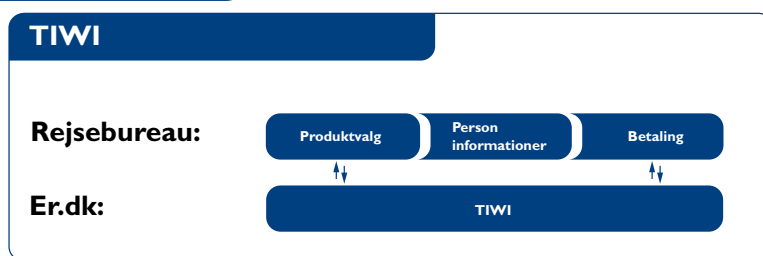 TIWI
Rejsebureau:
Produktvalg
Person
informationer
Betaling
Er.dk:
TIWI